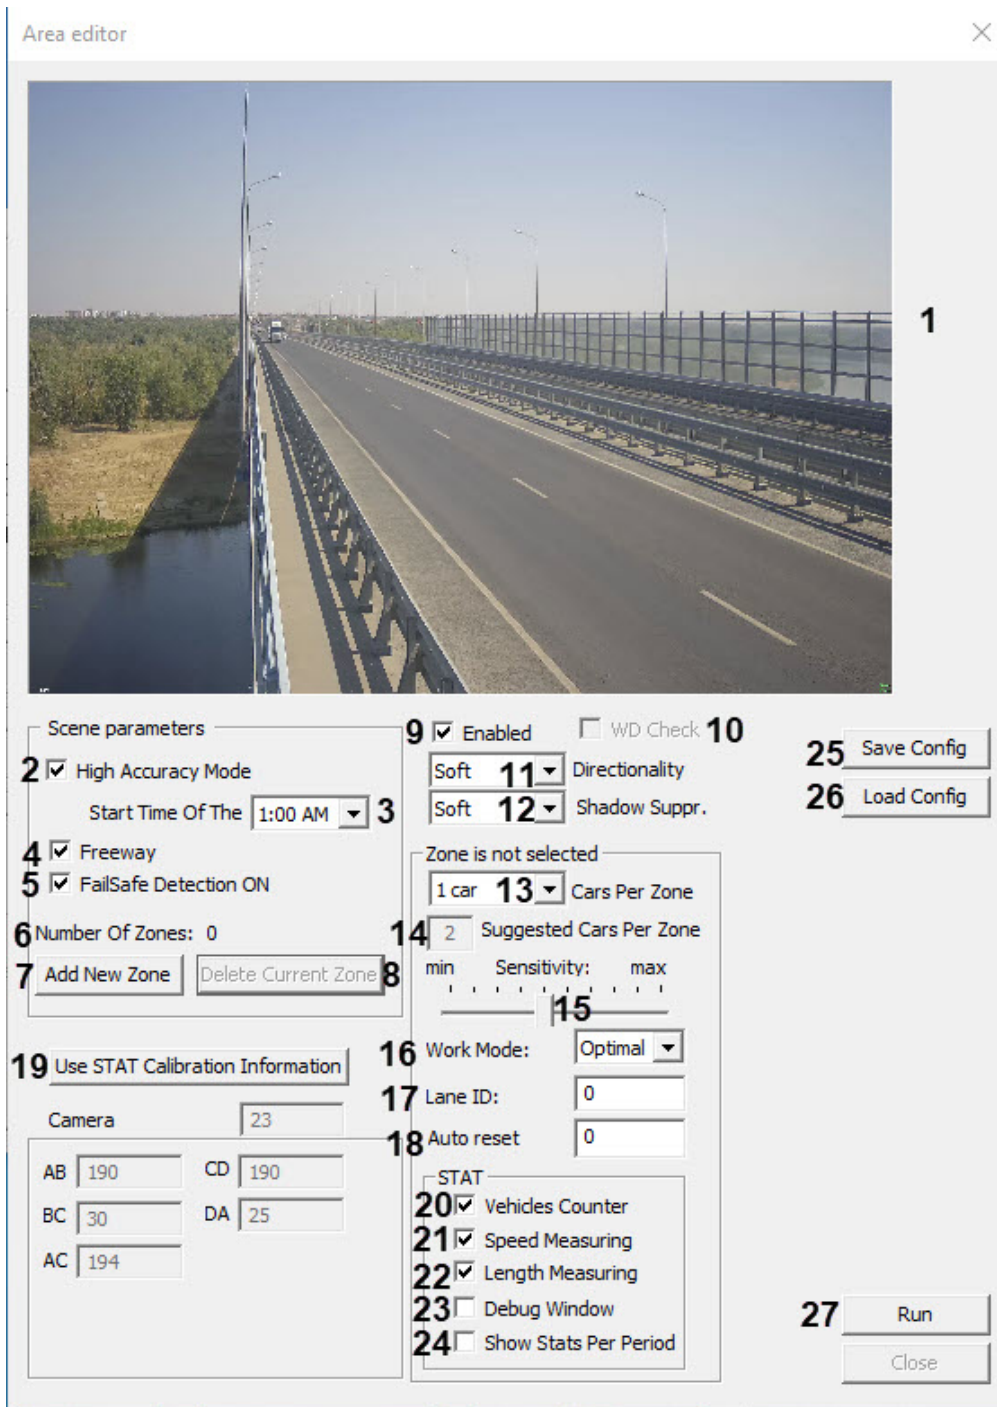 Area editor
1
Scene parameters
2 High Accuracy Mode
Start Time Of The 1:00 AM 3
4 Freeway
5 FailSafe Detection ON
6 Number Of Zones: 0
7 Add New Zone Delete Current Zone 8
9 Enabled WD Check 10
Soft 11 Directionality
Soft 12 Shadow Suppr.
25 Save Config
26 Load Config
Zone is not selected
1 car 13 Cars Per Zone
14 2 Suggested Cars Per Zone
min Sensitivity: max
15
16 Work Mode: Optimal
17 Lane ID: 0
18 Auto reset 0
19 Use STAT Calibration Information
Camera 23
AB 190 CD 190
BC 30 DA 25
AC 194
STAT
20 Vehicles Counter
21 Speed Measuring
22 Length Measuring
23 Debug Window
24 Show Stats Per Period
27 Run
Close